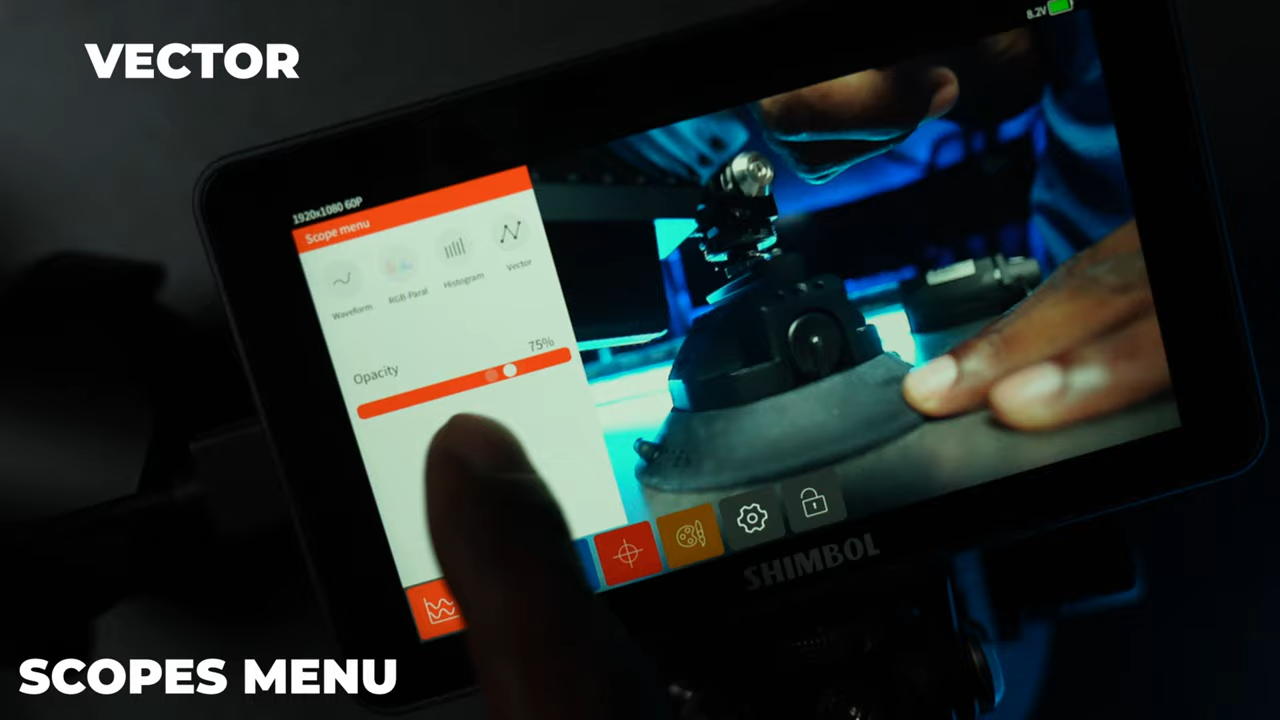 VECTOR
8.2V
1920x1080 60P
Scope menu
Waveform
RGB-Paral
Histogram
Vector
Opacity
75%
SHIMBOL
SCOPES MENU